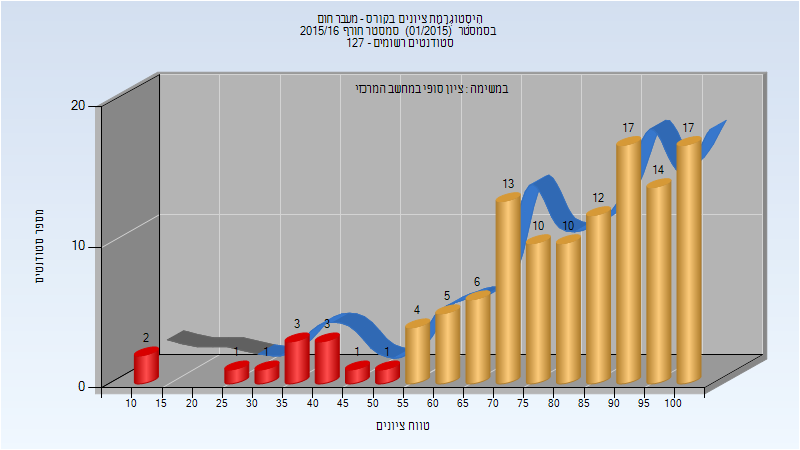 היסטוגרמת ציונים בקורס - מעבר חום
בסמסטר (01/2015) סמסטר חורף 2015/16
סטודנטים רשומים - 127
במשימה : ציון סופי במחשב המרכזי
מספר סטודנטים
20
10
0
2
1
1
3
3
1
1
4
5
6
13
10
10
12
17
14
17
10 15 20 25 30 35 40 45 50 55 60 65 70 75 80 85 90 95 100
טווח ציונים